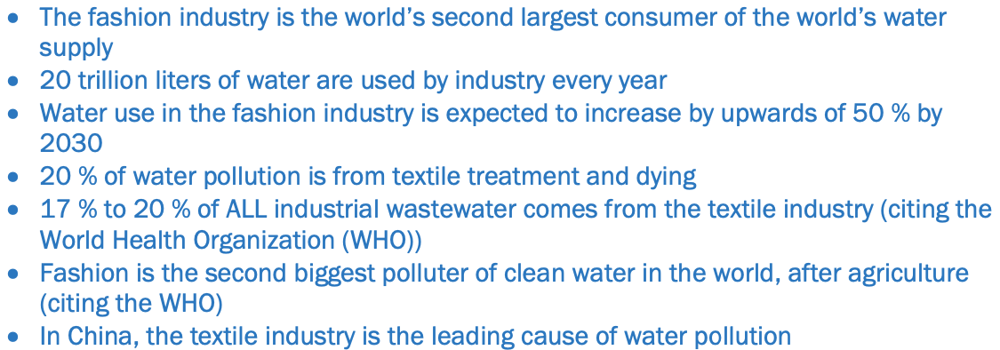 • The fashion industry is the world’s second largest consumer of the world’s water
supply
• 20 trillion liters of water are used by industry every year
• Water use in the fashion industry is expected to increase by upwards of 50 % by
2030
• 20 % of water pollution is from textile treatment and dying
• 17 % to 20 % of ALL industrial wastewater comes from the textile industry (citing the
World Health Organization (WHO))
• Fashion is the second biggest polluter of clean water in the world, after agriculture
(citing the WHO)
• In China, the textile industry is the leading cause of water pollution